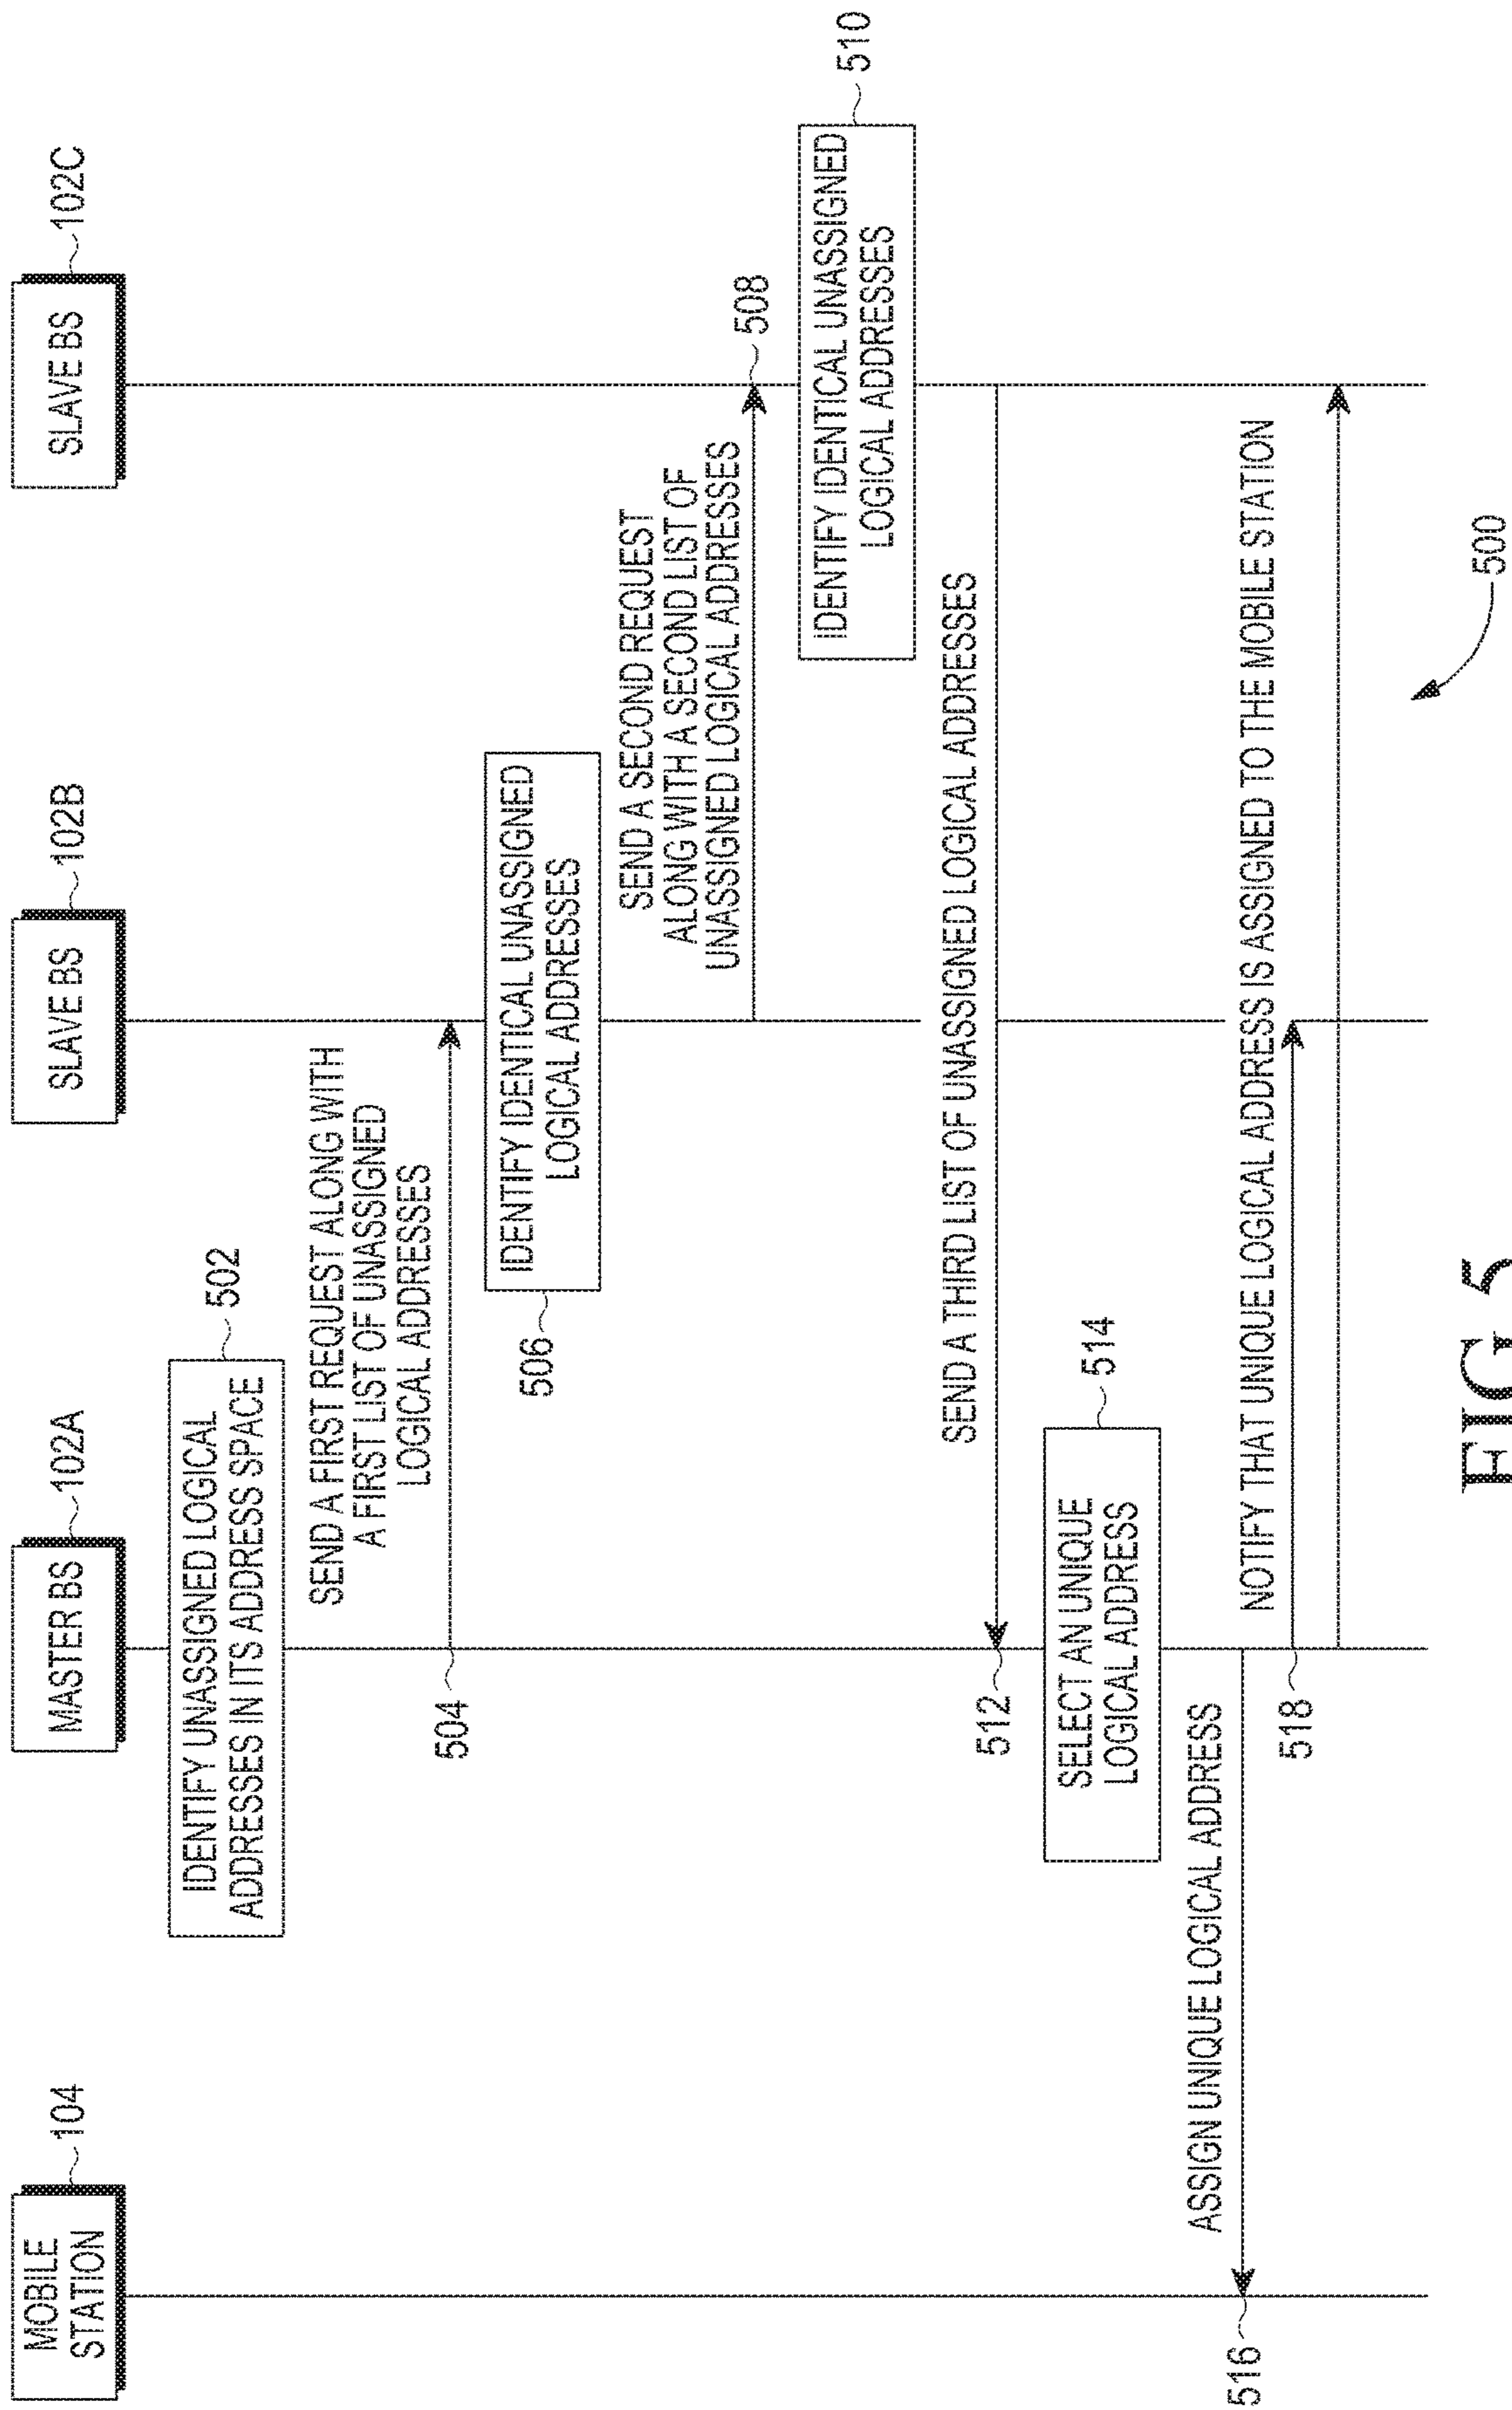 MOBILE
STATION
104
MASTER BS
102A
SLAVE BS
102B
SLAVE BS
102C
IDENTIFY UNASSIGNED LOGICAL
ADDRESSES IN ITS ADDRESS SPACE
502
SEND A FIRST REQUEST ALONG WITH
A FIRST LIST OF UNASSIGNED
LOGICAL ADDRESSES
504
IDENTIFY IDENTICAL UNASSIGNED
LOGICAL ADDRESSES
506
SEND A SECOND REQUEST
ALONG WITH A SECOND LIST OF
UNASSIGNED LOGICAL ADDRESSES
508
IDENTIFY IDENTICAL UNASSIGNED
LOGICAL ADDRESSES
510
SEND A THIRD LIST OF UNASSIGNED LOGICAL ADDRESSES
512
SELECT AN UNIQUE
LOGICAL ADDRESS
514
ASSIGN UNIQUE LOGICAL ADDRESS
516
NOTIFY THAT UNIQUE LOGICAL ADDRESS IS ASSIGNED TO THE MOBILE STATION
518
500
FIG 5